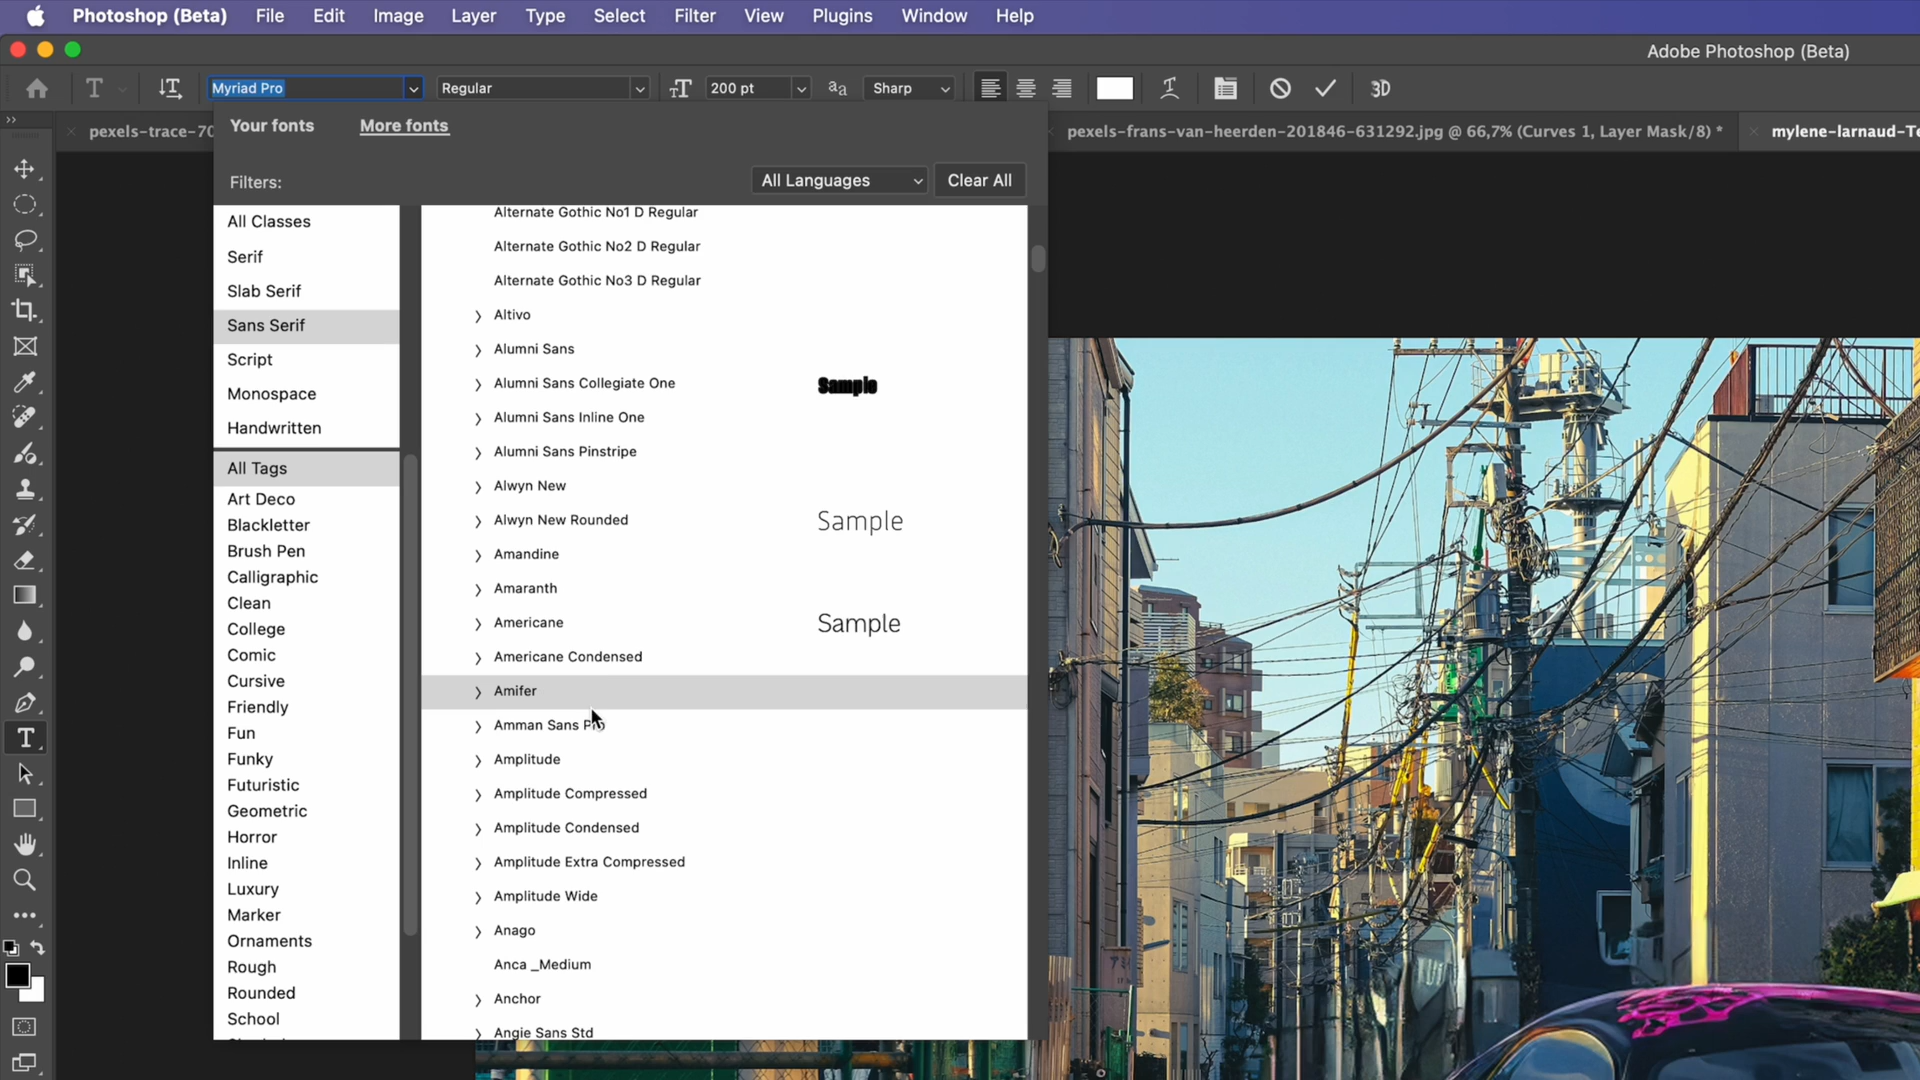 Photoshop (Beta) File Edit Image Layer Type Select Filter View Plugins Window Help
Adobe Photoshop (Beta)
Myriad Pro Regular 200 pt Sharp 3D
pexels-trace-70
pexels-frans-van-heerden-201846-631292.jpg @ 66,7% (Curves 1, Layer Mask/8) *
mylene-larnaud-Te
Your fonts More fonts
Filters: All Languages Clear All
All Classes
Serif
Slab Serif
Sans Serif
Script
Monospace
Handwritten
All Tags
Art Deco
Blackletter
Brush Pen
Calligraphic
Clean
College
Comic
Cursive
Friendly
Fun
Funky
Futuristic
Geometric
Horror
Inline
Luxury
Marker
Ornaments
Rough
Rounded
School
Alternate Gothic No1 D Regular
Alternate Gothic No2 D Regular
Alternate Gothic No3 D Regular
Altivo
Alumni Sans
Alumni Sans Collegiate One Sample
Alumni Sans Inline One
Alumni Sans Pinstripe
Alwyn New
Alwyn New Rounded Sample
Amandine
Amaranth
Americane Sample
Americane Condensed
Amifer
Amman Sans Pro
Amplitude
Amplitude Compressed
Amplitude Condensed
Amplitude Extra Compressed
Amplitude Wide
Anago
Anca _Medium
Anchor
Angie Sans Std